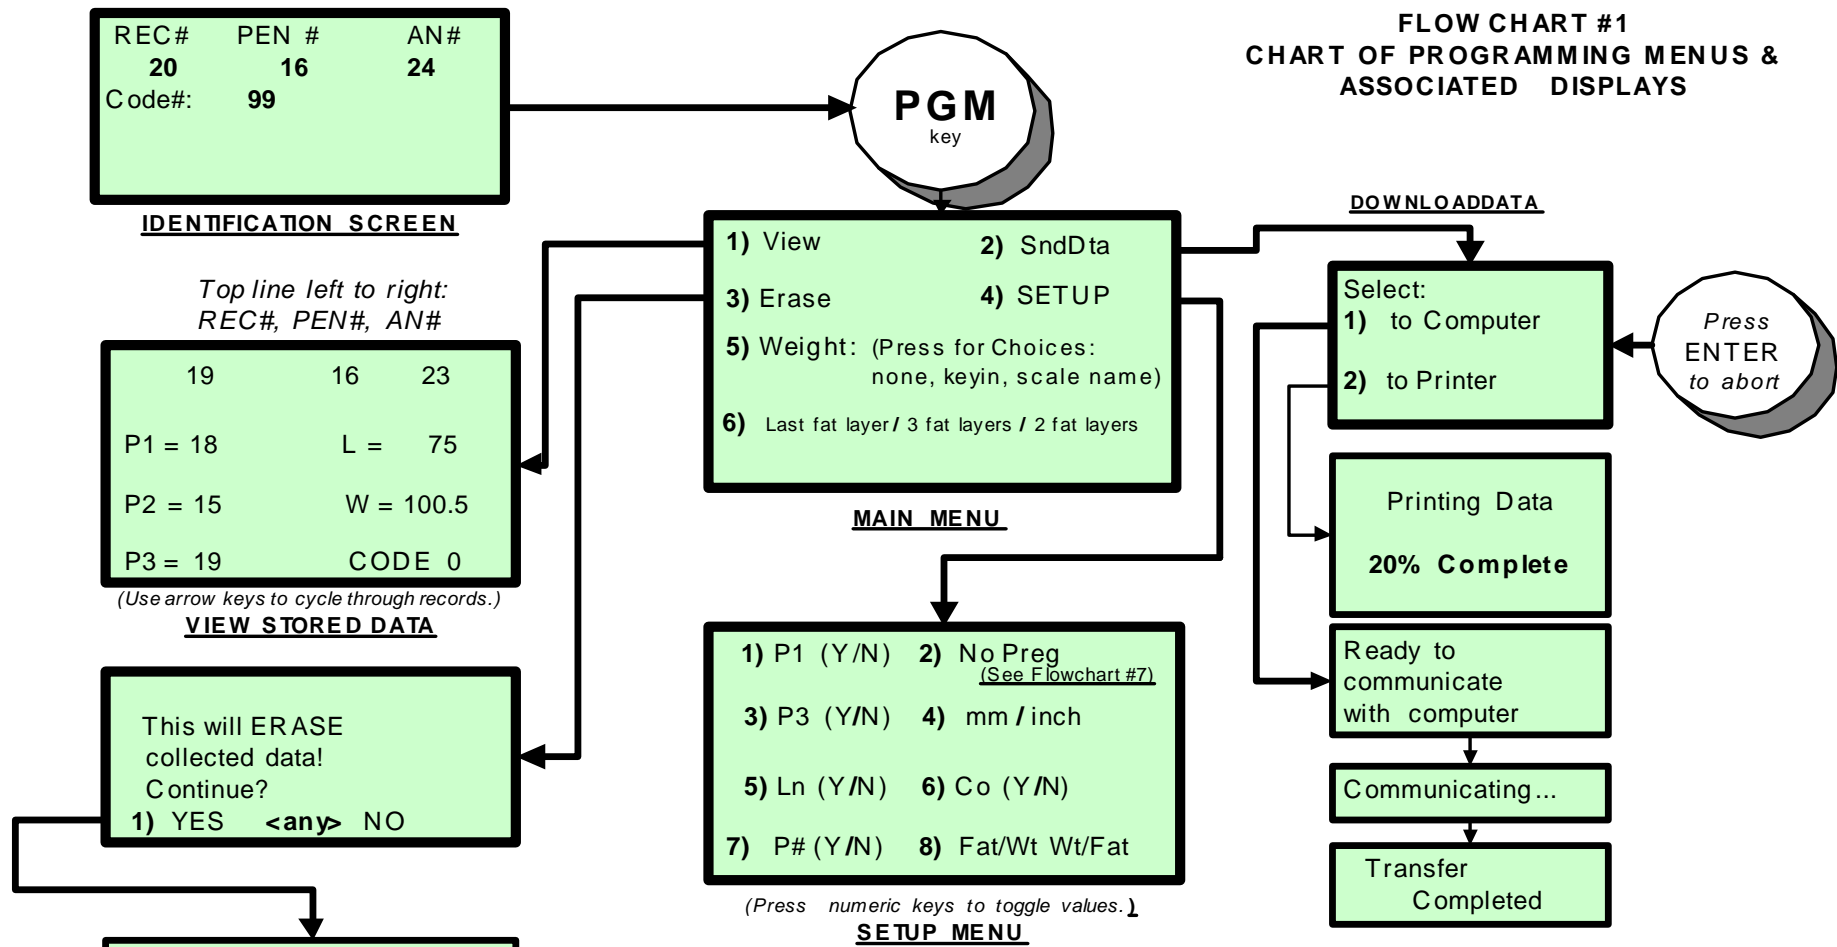 FLOW CHART #1
CHART OF PROGRAMMING MENUS &
ASSOCIATED DISPLAYS
REC# PEN # AN#
20 16 24
Code#: 99
IDENTIFICATION SCREEN
PGM
key
1) View 2) SndDta
3) Erase 4) SETUP
5) Weight: (Press for Choices:
none, keyin, scale name)
6) Last fat layer / 3 fat layers / 2 fat layers
MAIN MENU
Top line left to right:
REC#, PEN#, AN#
19 16 23
P1 = 18 L = 75
P2 = 15 W = 100.5
P3 = 19 CODE 0
(Use arrow keys to cycle through records.)
VIEW STORED DATA
This will ERASE
collected data!
Continue?
1) YES <any> NO
1) P1 (Y/N) 2) No Preg
(See Flowchart #7)
3) P3 (Y/N) 4) mm / inch
5) Ln (Y/N) 6) Co (Y/N)
7) P# (Y/N) 8) Fat/Wt Wt/Fat
(Press numeric keys to toggle values.)
SETUP MENU
DOWNLOADDATA
Select:
1) to Computer
2) to Printer
Press
ENTER
to abort
Printing Data
20% Complete
Ready to
communicate
with computer
Communicating...
Transfer
Completed